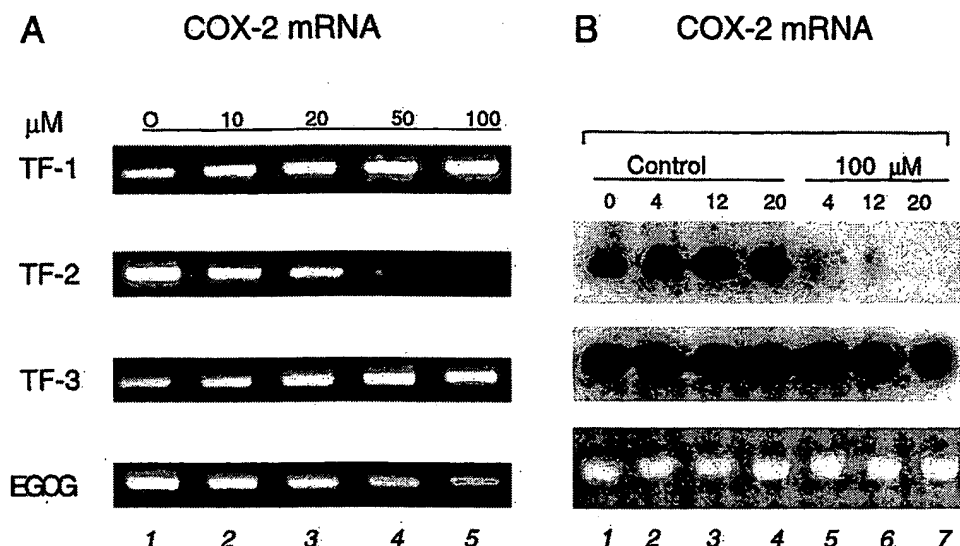 A COX-2 mRNA
μM O 10 20 50 100
TF-1
TF-2
TF-3
EGOG
1 2 3 4 5
B COX-2 mRNA
Control 100 μM
0 4 12 20 4 12 20
1 2 3 4 5 6 7